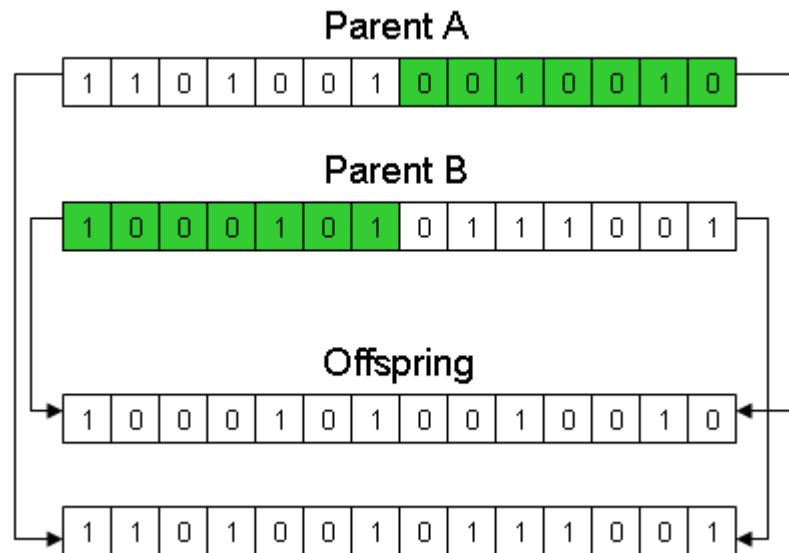 Parent A
1 1 0 1 0 0 1 0 0 1 0 0 1 0
Parent B
1 0 0 0 1 0 1 0 1 1 1 0 0 1
Offspring
1 0 0 0 1 0 1 0 0 1 0 0 1 0
1 1 0 1 0 0 1 0 1 1 1 0 0 1